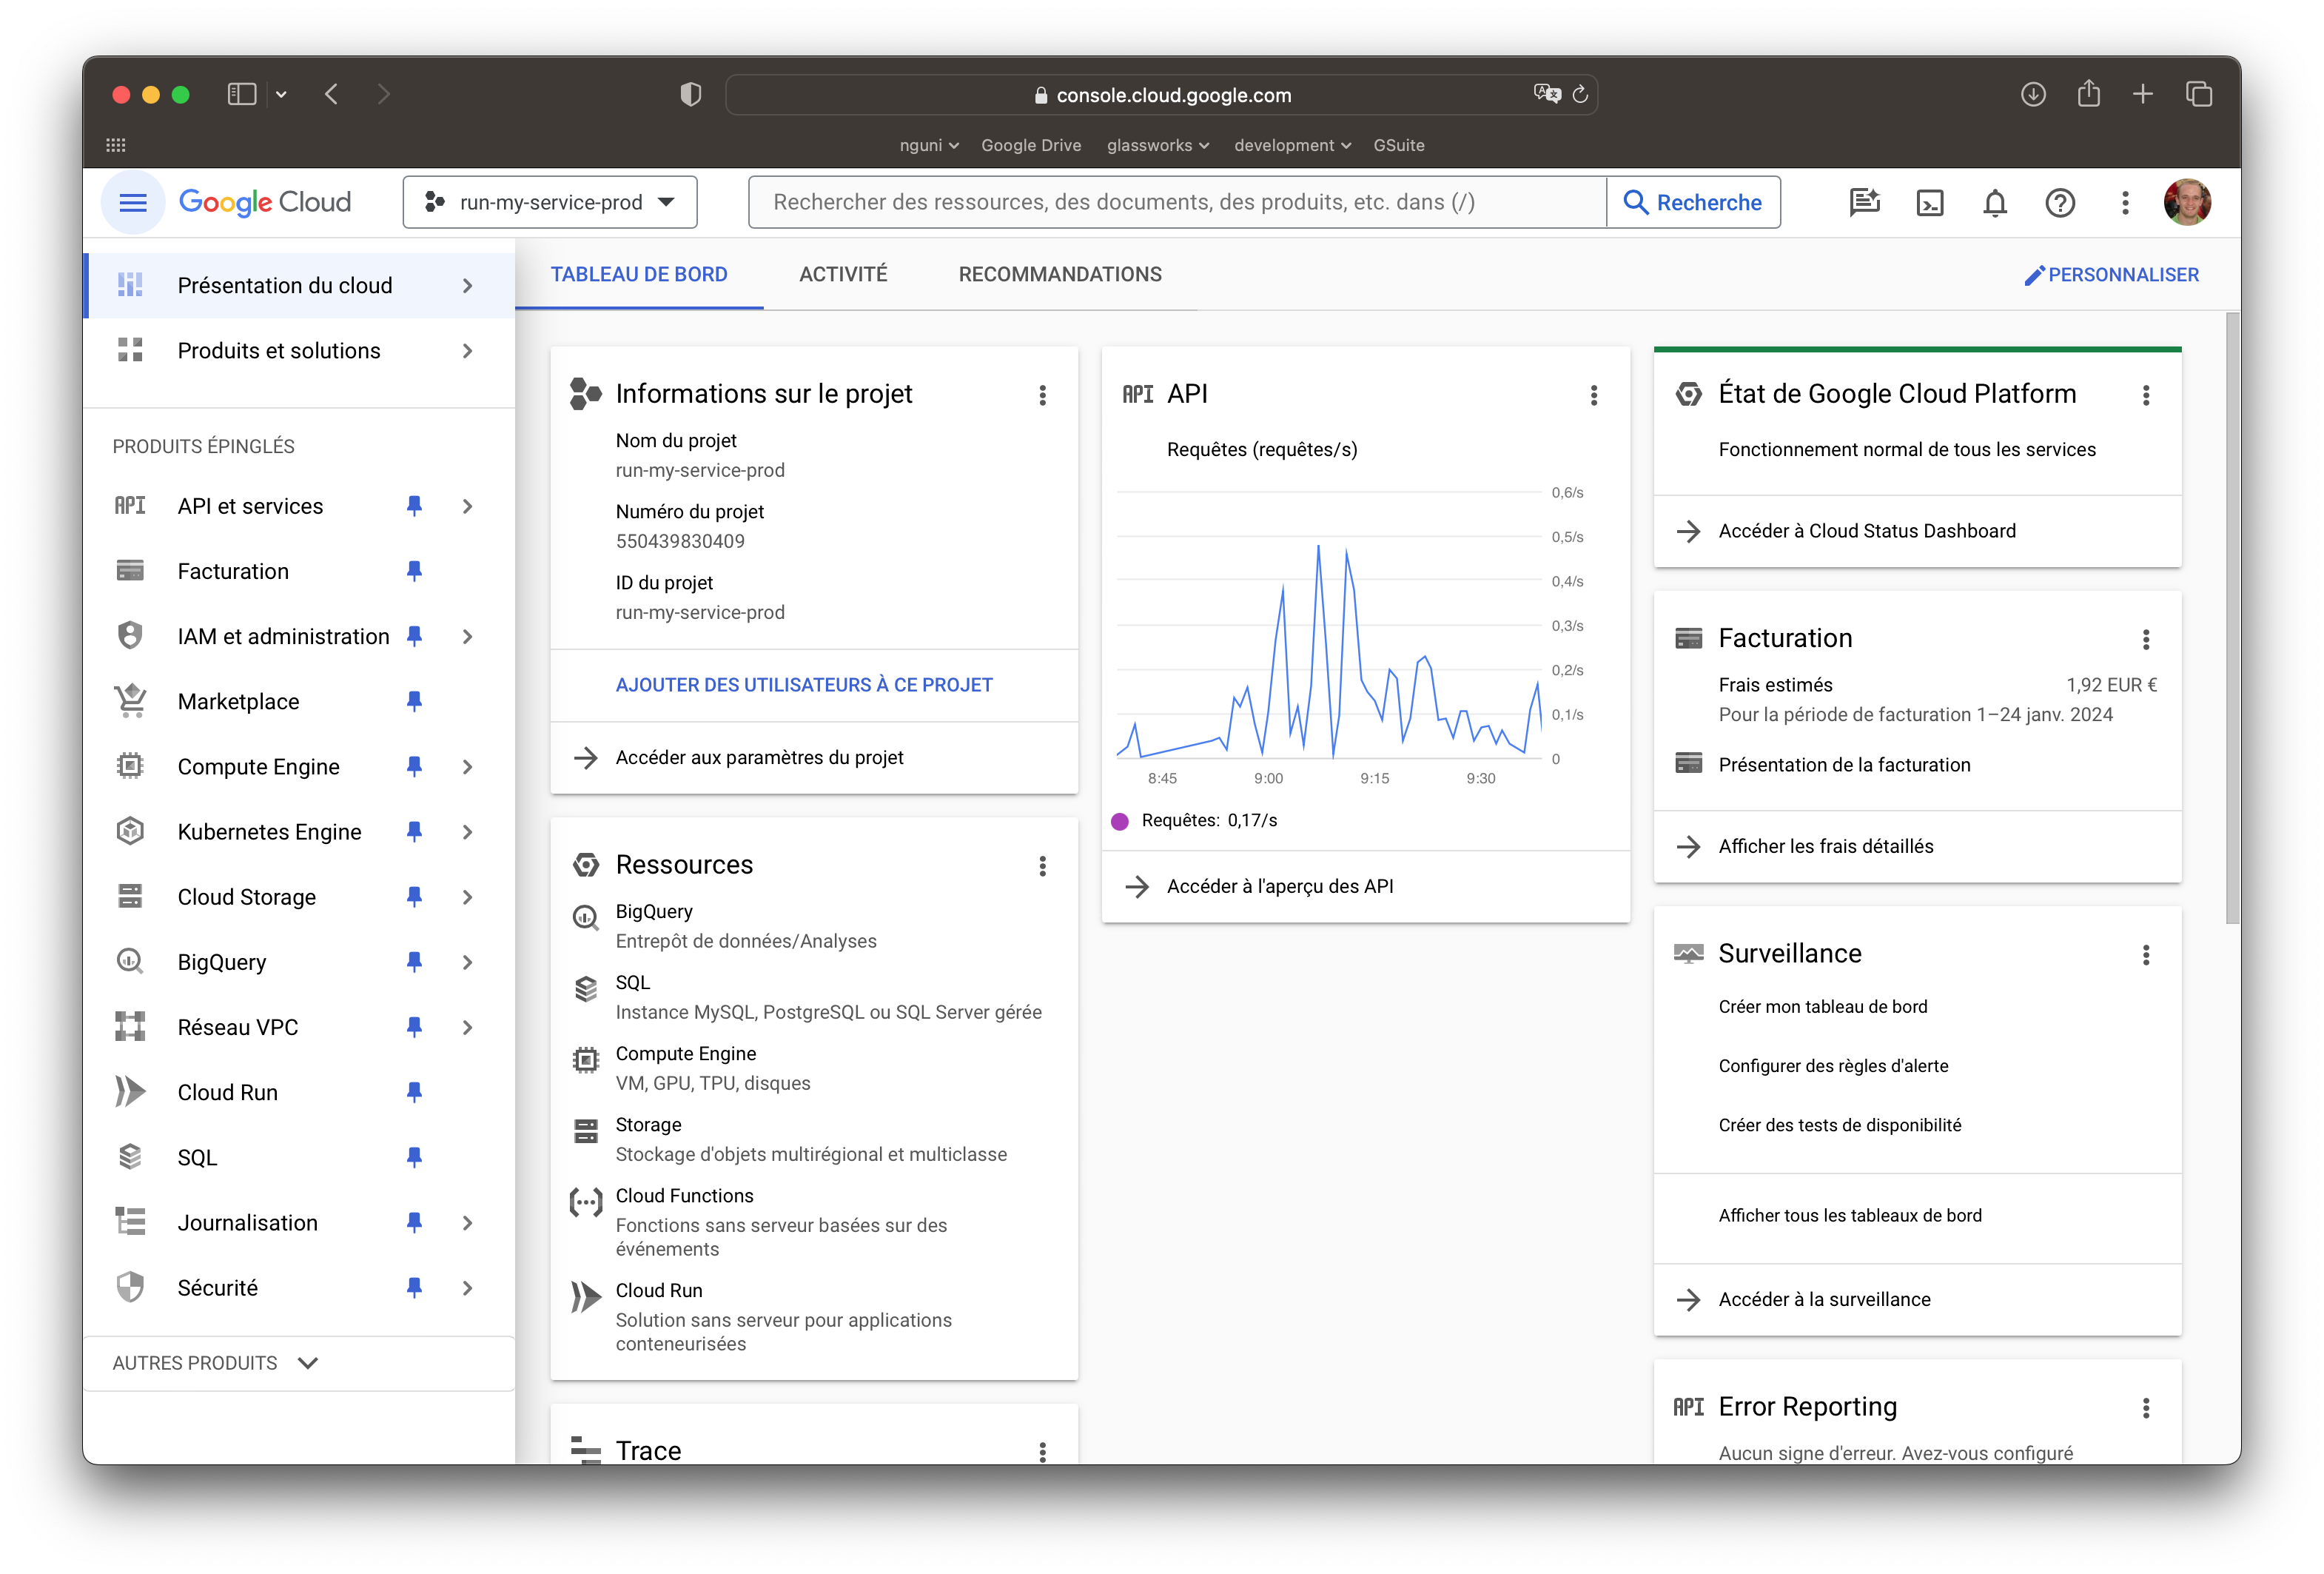 console.cloud.google.com
nguni
Google Drive
glassworks
development
GSuite
Google Cloud
run-my-service-prod
Rechercher des ressources, des documents, des produits, etc. dans (/)
Recherche
Présentation du cloud
Produits et solutions
PRODUITS ÉPINGLÉS
API
API et services
Facturation
IAM et administration
Marketplace
Compute Engine
Kubernetes Engine
Cloud Storage
BigQuery
Réseau VPC
Cloud Run
SQL
Journalisation
Sécurité
AUTRES PRODUITS
TABLEAU DE BORD
ACTIVITÉ
RECOMMANDATIONS
PERSONNALISER
Informations sur le projet
Nom du projet
run-my-service-prod
Numéro du projet
550439830409
ID du projet
run-my-service-prod
AJOUTER DES UTILISATEURS À CE PROJET
Accéder aux paramètres du projet
Ressources
BigQuery
Entrepôt de données/Analyses
SQL
Instance MySQL, PostgreSQL ou SQL Server gérée
Compute Engine
VM, GPU, TPU, disques
Storage
Stockage d'objets multirégional et multiclasse
Cloud Functions
Fonctions sans serveur basées sur des
événements
Cloud Run
Solution sans serveur pour applications
conteneurisées
Trace
API
API
Requêtes (requêtes/s)
0,6/s
0,5/s
0,4/s
0,3/s
0,2/s
0,1/s
0
8:45
9:00
9:15
9:30
Requêtes: 0,17/s
Accéder à l'aperçu des API
État de Google Cloud Platform
Fonctionnement normal de tous les services
Accéder à Cloud Status Dashboard
Facturation
Frais estimés
1,92 EUR €
Pour la période de facturation 1–24 janv. 2024
Présentation de la facturation
Afficher les frais détaillés
Surveillance
Créer mon tableau de bord
Configurer des règles d'alerte
Créer des tests de disponibilité
Afficher tous les tableaux de bord
Accéder à la surveillance
API
Error Reporting
Aucun signe d'erreur. Avez-vous configuré